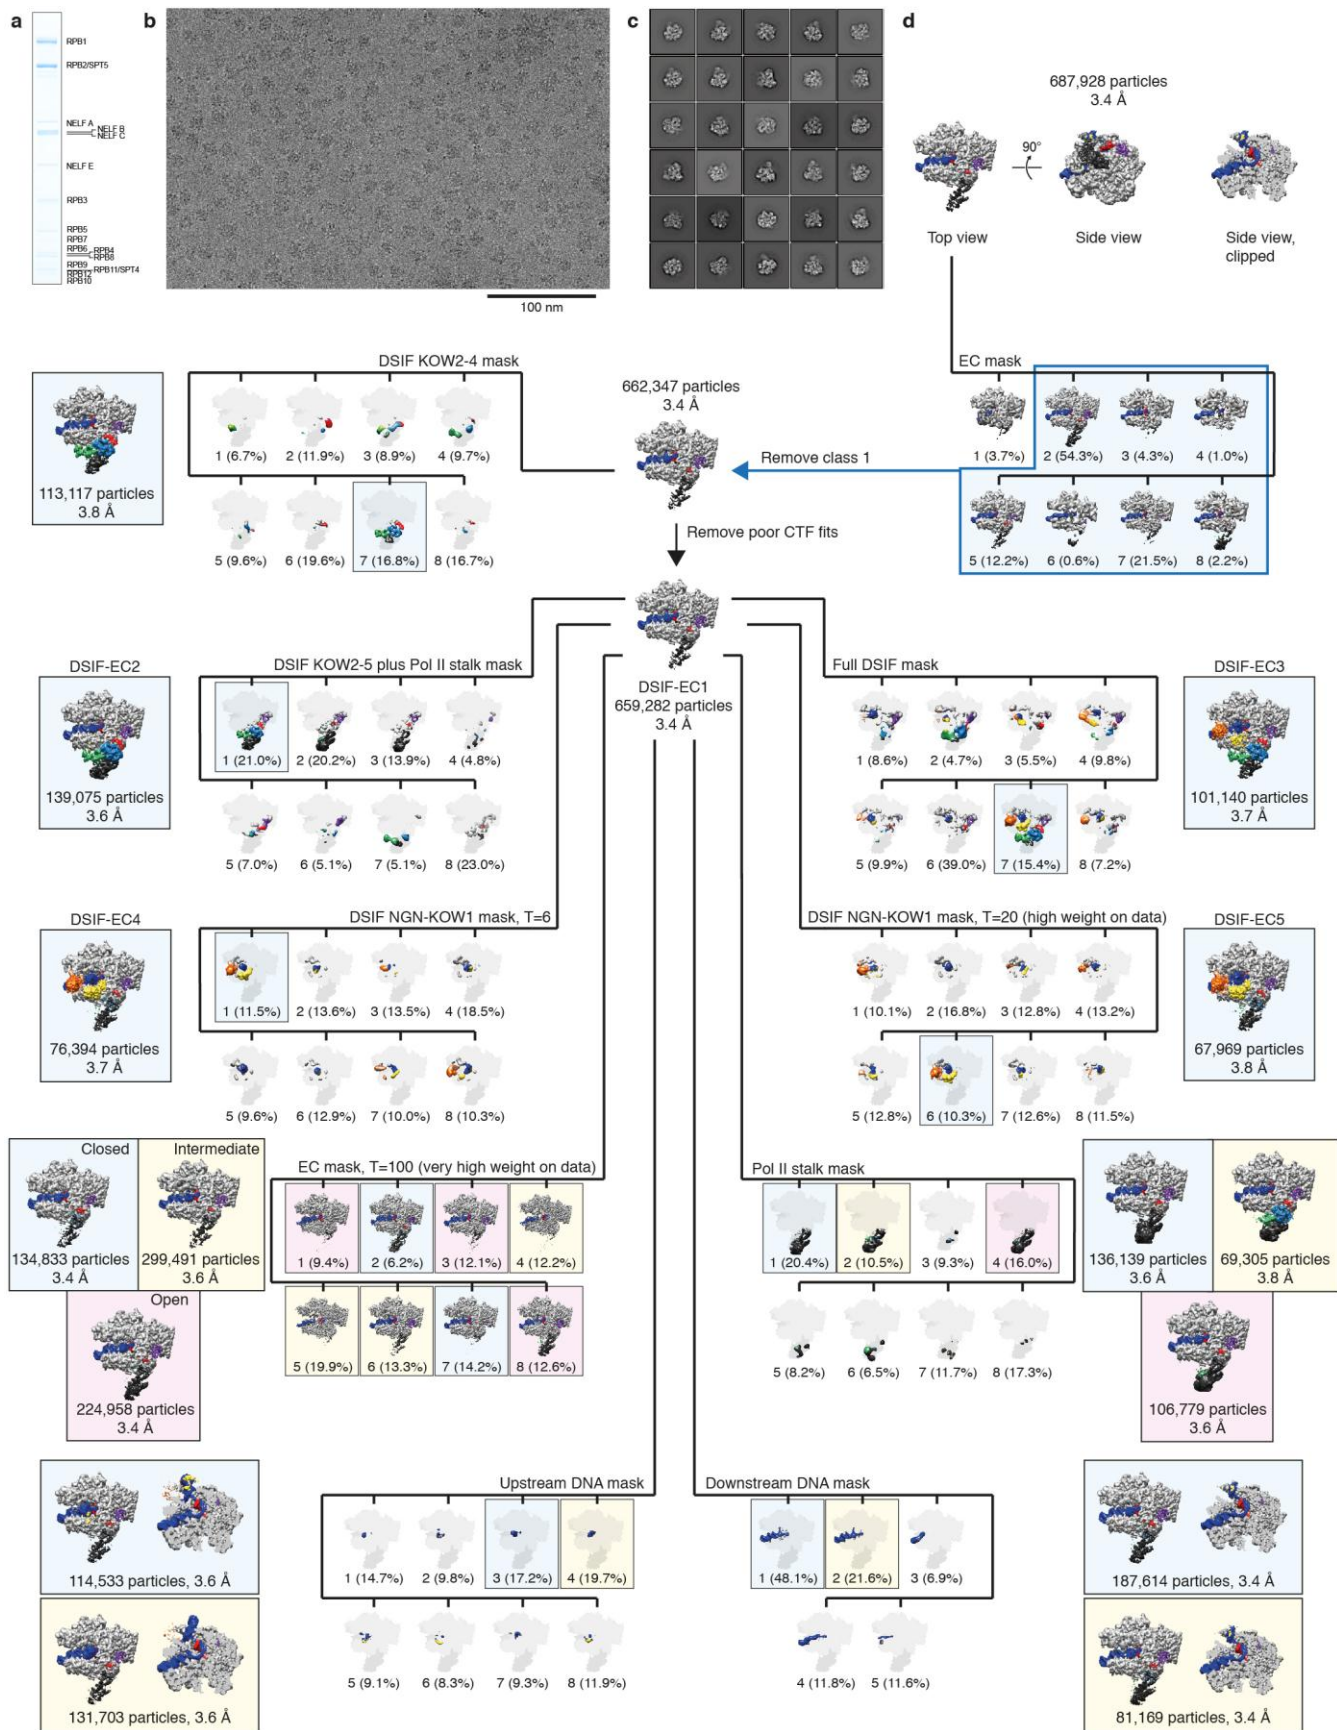 a
b
c
d
RPB1
RPB2/SPT5
NELF A
NELF B
NELF C
NELF E
RPB3
RPB5
RPB7
RPB6
RPB4
RPB8
RPB9
RPB11/SPT4
RPB12
RPB10
100 nm
687,928 particles
3.4 Å
90°
Top view
Side view
Side view,
clipped
DSIF KOW2-4 mask
EC mask
662,347 particles
3.4 Å
1 (6.7%)
2 (11.9%)
3 (8.9%)
4 (9.7%)
1 (3.7%)
2 (54.3%)
3 (4.3%)
4 (1.0%)
Remove class 1
113,117 particles
3.8 Å
5 (9.6%)
6 (19.6%)
7 (16.8%)
8 (16.7%)
Remove poor CTF fits
5 (12.2%)
6 (0.6%)
7 (21.5%)
8 (2.2%)
DSIF-EC2
DSIF KOW2-5 plus Pol II stalk mask
DSIF-EC1
659,282 particles
3.4 Å
Full DSIF mask
DSIF-EC3
1 (21.0%)
2 (20.2%)
3 (13.9%)
4 (4.8%)
1 (8.6%)
2 (4.7%)
3 (5.5%)
4 (9.8%)
139,075 particles
3.6 Å
101,140 particles
3.7 Å
5 (7.0%)
6 (5.1%)
7 (5.1%)
8 (23.0%)
5 (9.9%)
6 (39.0%)
7 (15.4%)
8 (7.2%)
DSIF-EC4
DSIF NGN-KOW1 mask, T=6
DSIF NGN-KOW1 mask, T=20 (high weight on data)
DSIF-EC5
1 (11.5%)
2 (13.6%)
3 (13.5%)
4 (18.5%)
1 (10.1%)
2 (16.8%)
3 (12.8%)
4 (13.2%)
76,394 particles
3.7 Å
67,969 particles
3.8 Å
5 (9.6%)
6 (12.9%)
7 (10.0%)
8 (10.3%)
5 (12.8%)
6 (10.3%)
7 (12.6%)
8 (11.5%)
Closed
Intermediate
EC mask, T=100 (very high weight on data)
Pol II stalk mask
134,833 particles
3.4 Å
299,491 particles
3.6 Å
1 (9.4%)
2 (6.2%)
3 (12.1%)
4 (12.2%)
1 (20.4%)
2 (10.5%)
3 (9.3%)
4 (16.0%)
136,139 particles
3.6 Å
69,305 particles
3.8 Å
Open
5 (19.9%)
6 (13.3%)
7 (14.2%)
8 (12.6%)
5 (8.2%)
6 (6.5%)
7 (11.7%)
8 (17.3%)
224,958 particles
3.4 Å
106,779 particles
3.6 Å
Upstream DNA mask
Downstream DNA mask
1 (14.7%)
2 (9.8%)
3 (17.2%)
4 (19.7%)
1 (48.1%)
2 (21.6%)
3 (6.9%)
114,533 particles, 3.6 Å
187,614 particles, 3.4 Å
5 (9.1%)
6 (8.3%)
7 (9.3%)
8 (11.9%)
4 (11.8%)
5 (11.6%)
131,703 particles, 3.6 Å
81,169 particles, 3.4 Å